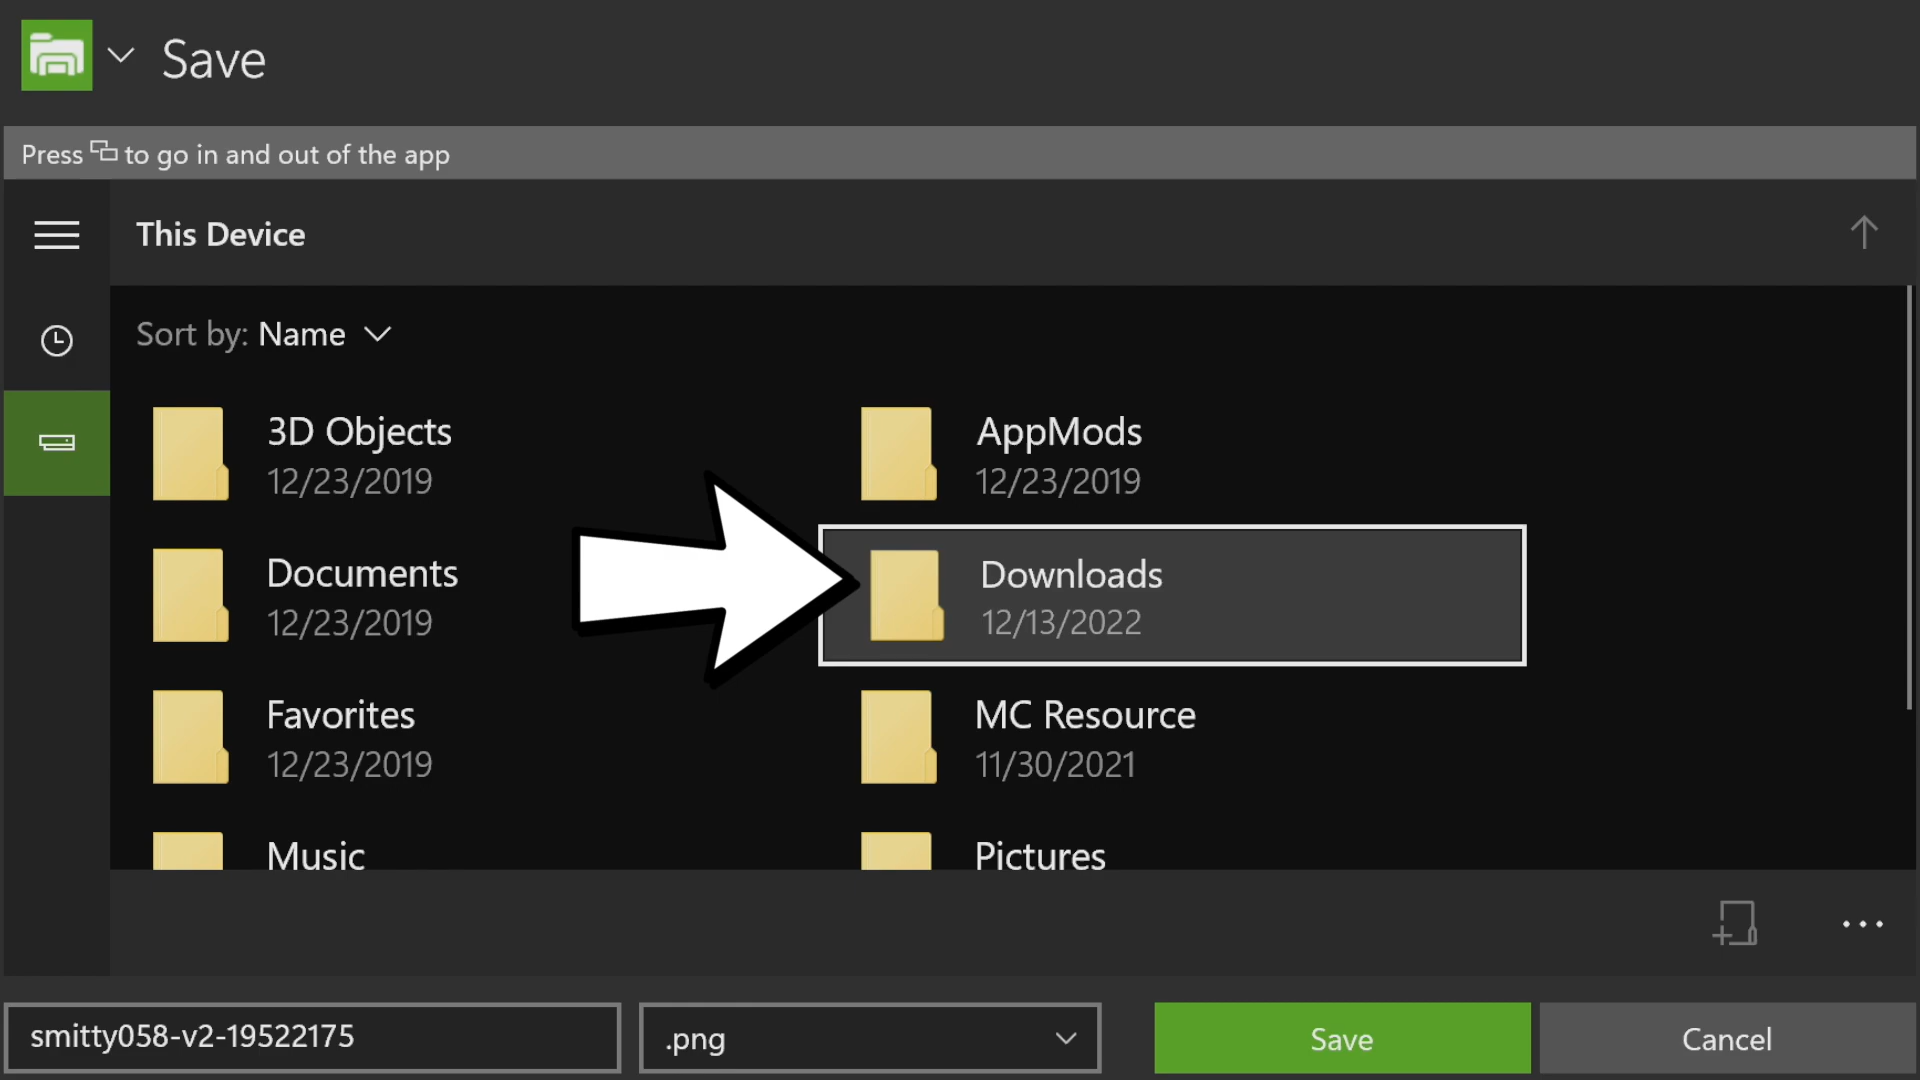 Save
Press to go in and out of the app
This Device
Sort by: Name
3D Objects
12/23/2019
AppMods
12/23/2019
Documents
12/23/2019
Downloads
12/13/2022
Favorites
12/23/2019
MC Resource
11/30/2021
Music
Pictures
smitty058-v2-19522175
.png
Save
Cancel